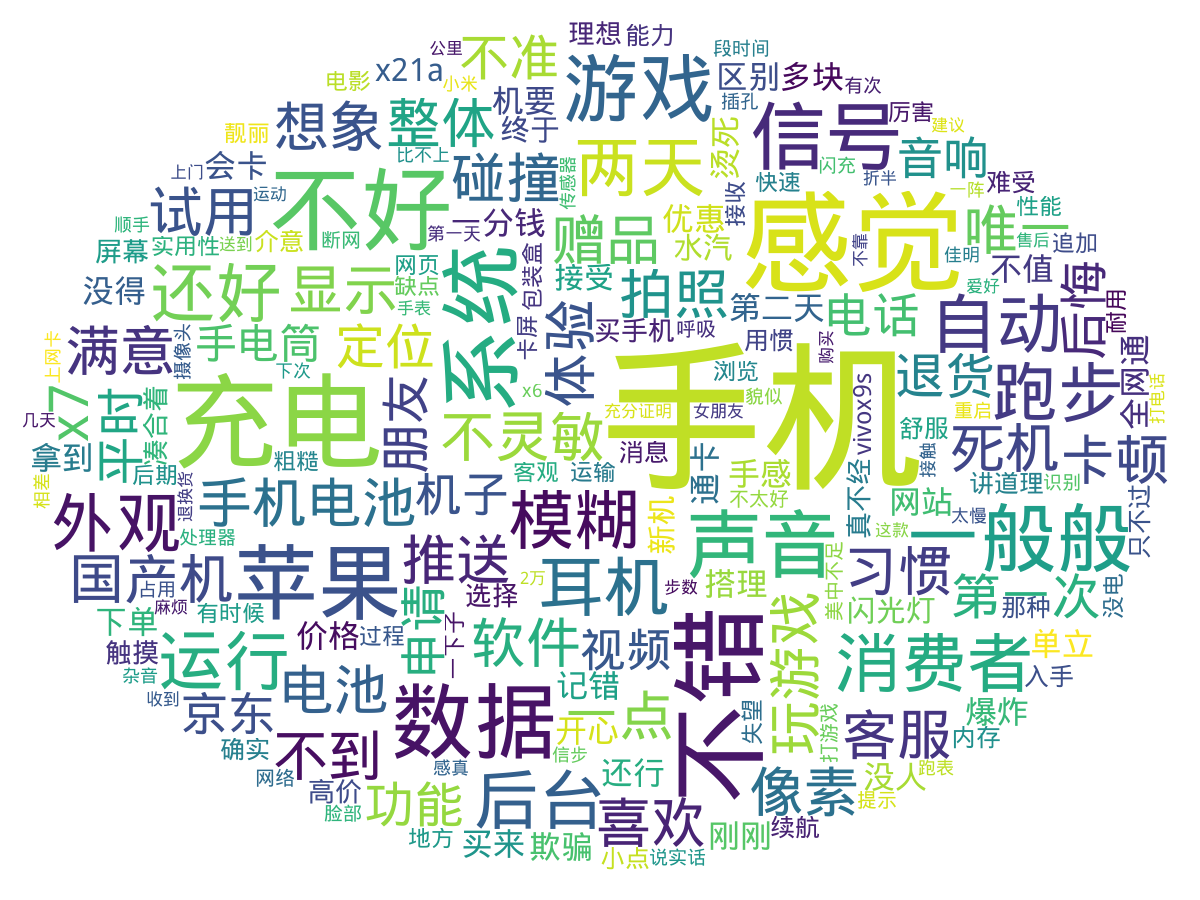 理想
能力
公里
不准
段时间
x21a
游戏
区别
多块
有次
电影
小米
机要
插孔
厉害
想象
整体
终于
信号
建议
靓丽
烫死
音响
比不上
碰撞
两天
闪充
上门
会卡
传感器
快速
折半
一阵
难受
试用
运动
不好
接收
感觉
唯一
性能
顺手
一分钱
赠品
优惠
断网
第一天
不靠
售后
追加
屏幕
实用性
送到
介意
水汽
佳明
没得
还好
显示
网页
缺点
系统
包装盒
接受
拍照
不值
后悔
爱好
手表
体验
第二天
电话
自动
耐用
满意
手电筒
定位
卡屏
买手机
呼吸
用惯
购买
全网通
上网卡
摄像头
下次
浏览
退货
跑步
打电话
x7
平时
充电
朋友
x6
手机
貌似
vivox9s
几天
凑合着
不灵敏
充分证明
女朋友
重启
舒服
死机
卡顿
拿到
后期
粗糙
消息
接触
相差
退换货
客观
运输
通卡
手感
真不经
讲道理
识别
外观
手机电池
机子
模糊
不太好
网站
只不过
处理器
新机
声音
这款
太慢
一般般
国产机
苹果
推送
耳机
2万
步数
搭理
美中不足
习惯
第一次
没电
占用
麻烦
有时候
申请
选择
闪光灯
那种
下单
价格
过程
一下子
软件
视频
不错
玩游戏
消费者
单立
触摸
运行
杂音
电池
记错
入手
收到
京东
数据
一点
开心
失望
打游戏
客服
爆炸
内存
确实
不到
信步
网络
感真
还行
没人
跑表
高价
功能
后台
像素
提示
脸部
喜欢
刚刚
续航
地方
买来
欺骗
小点
说实话